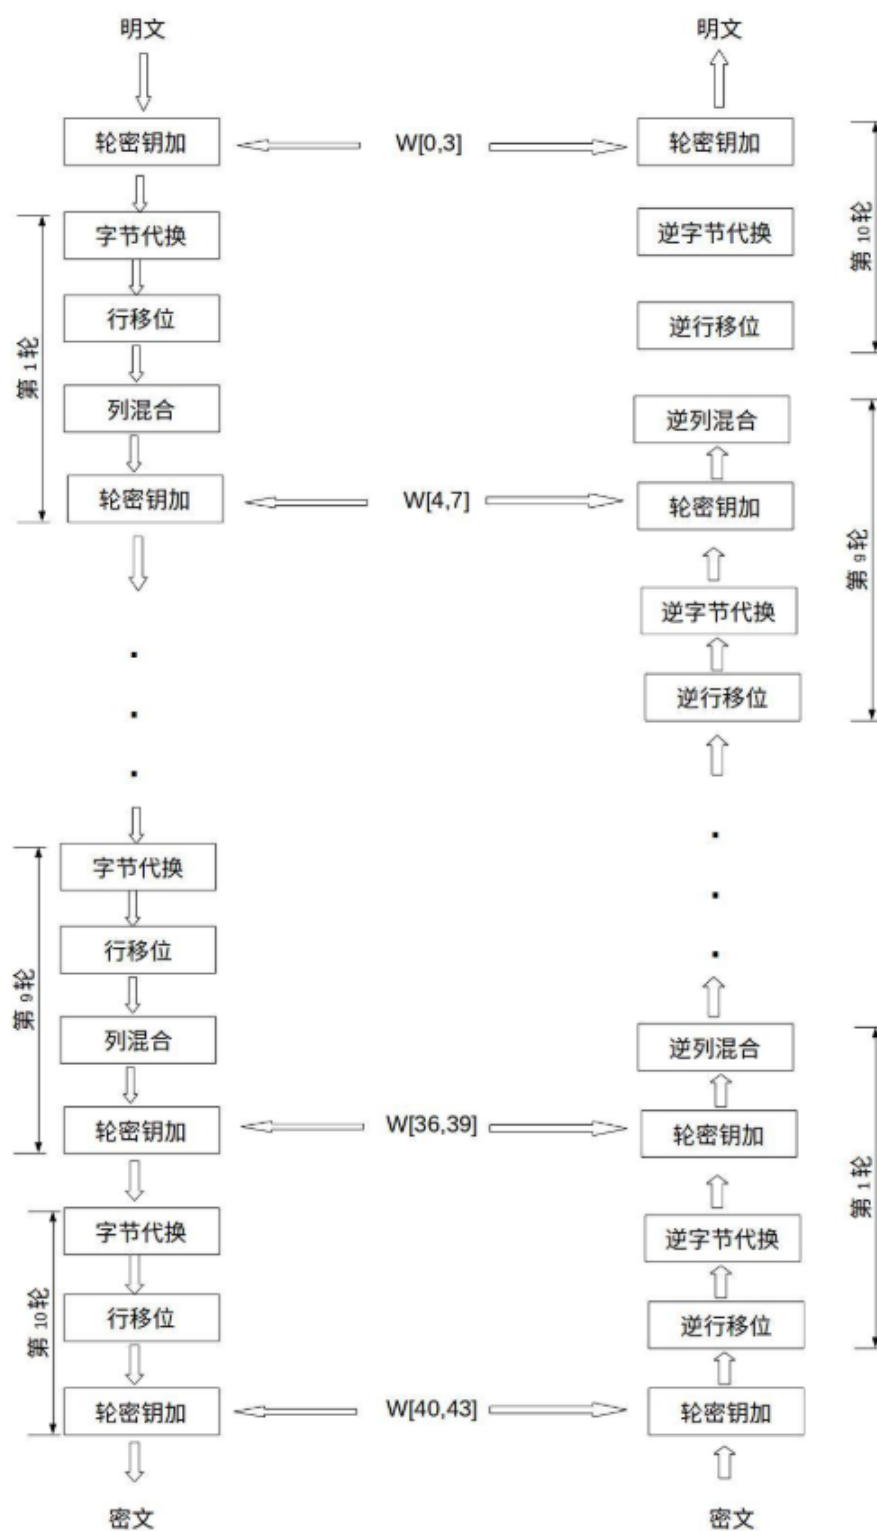 明文
明文
轮密钥加
W[0,3]
轮密钥加
字节代换
逆字节代换
第 10 轮
行移位
逆行移位
第 1 轮
列混合
逆列混合
轮密钥加
W[4,7]
轮密钥加
第 9 轮
逆字节代换
逆行移位
字节代换
行移位
第 9 轮
列混合
逆列混合
轮密钥加
W[36,39]
轮密钥加
第 1 轮
字节代换
逆字节代换
第 10 轮
行移位
逆行移位
轮密钥加
W[40,43]
轮密钥加
密文
密文